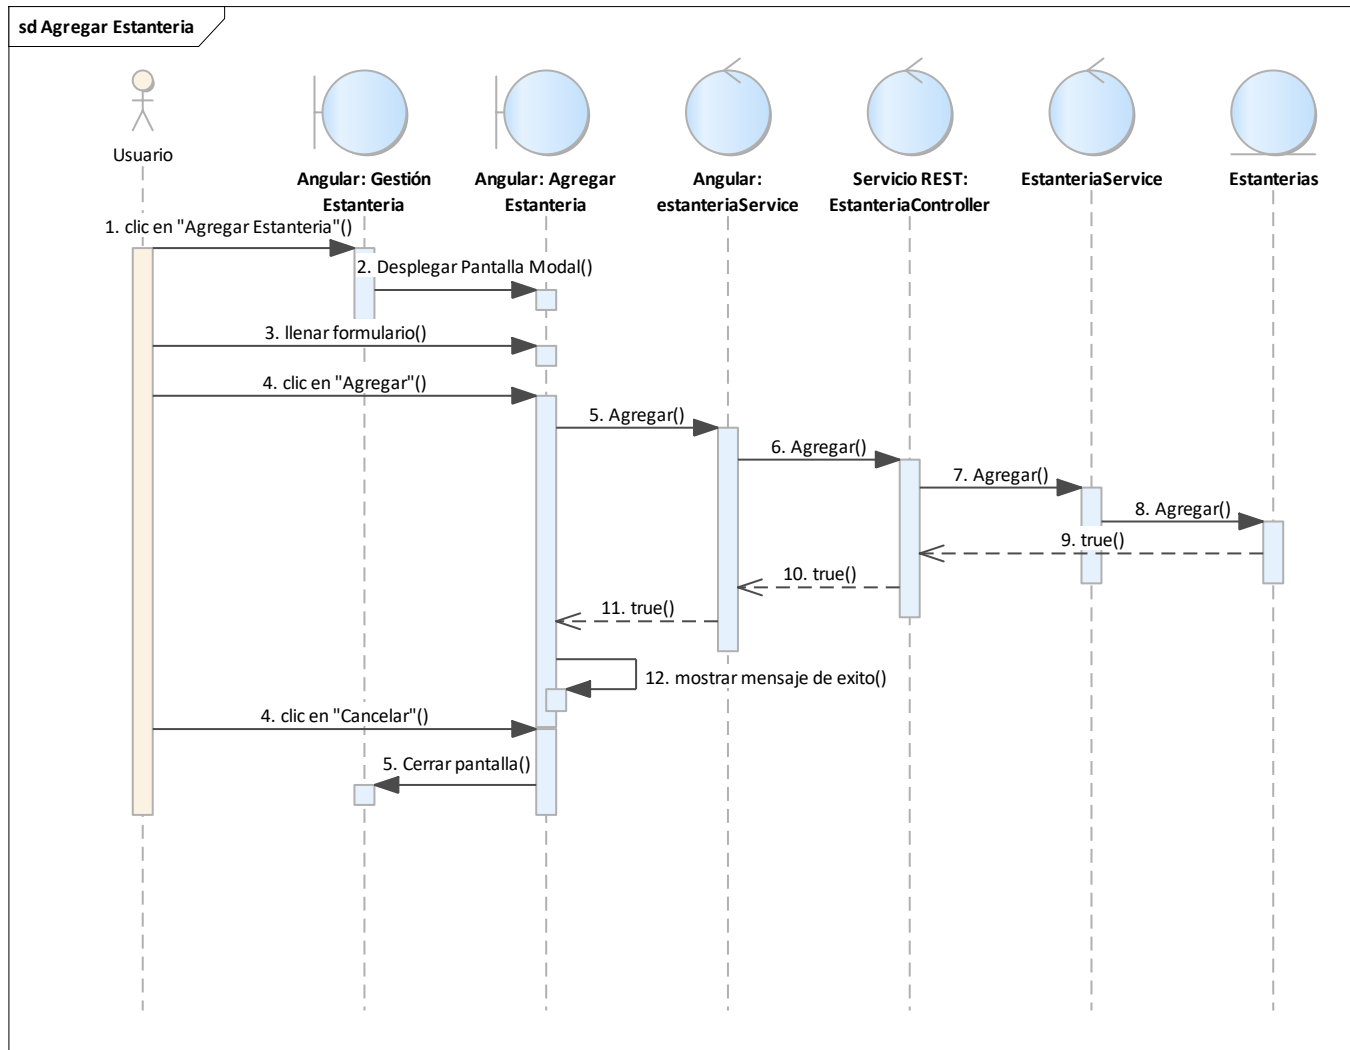 sd Agregar Estanteria
Usuario
Angular: Gestión
Estanteria
Angular: Agregar
Estanteria
Angular:
estanteriaService
Servicio REST:
EstanteriaController
EstanteriaService
Estanterias
1. clic en "Agregar Estanteria"()
2. Desplegar Pantalla Modal()
3. llenar formulario()
4. clic en "Agregar"()
5. Agregar()
6. Agregar()
7. Agregar()
8. Agregar()
9. true()
10. true()
11. true()
12. mostrar mensaje de exito()
4. clic en "Cancelar"()
5. Cerrar pantalla()